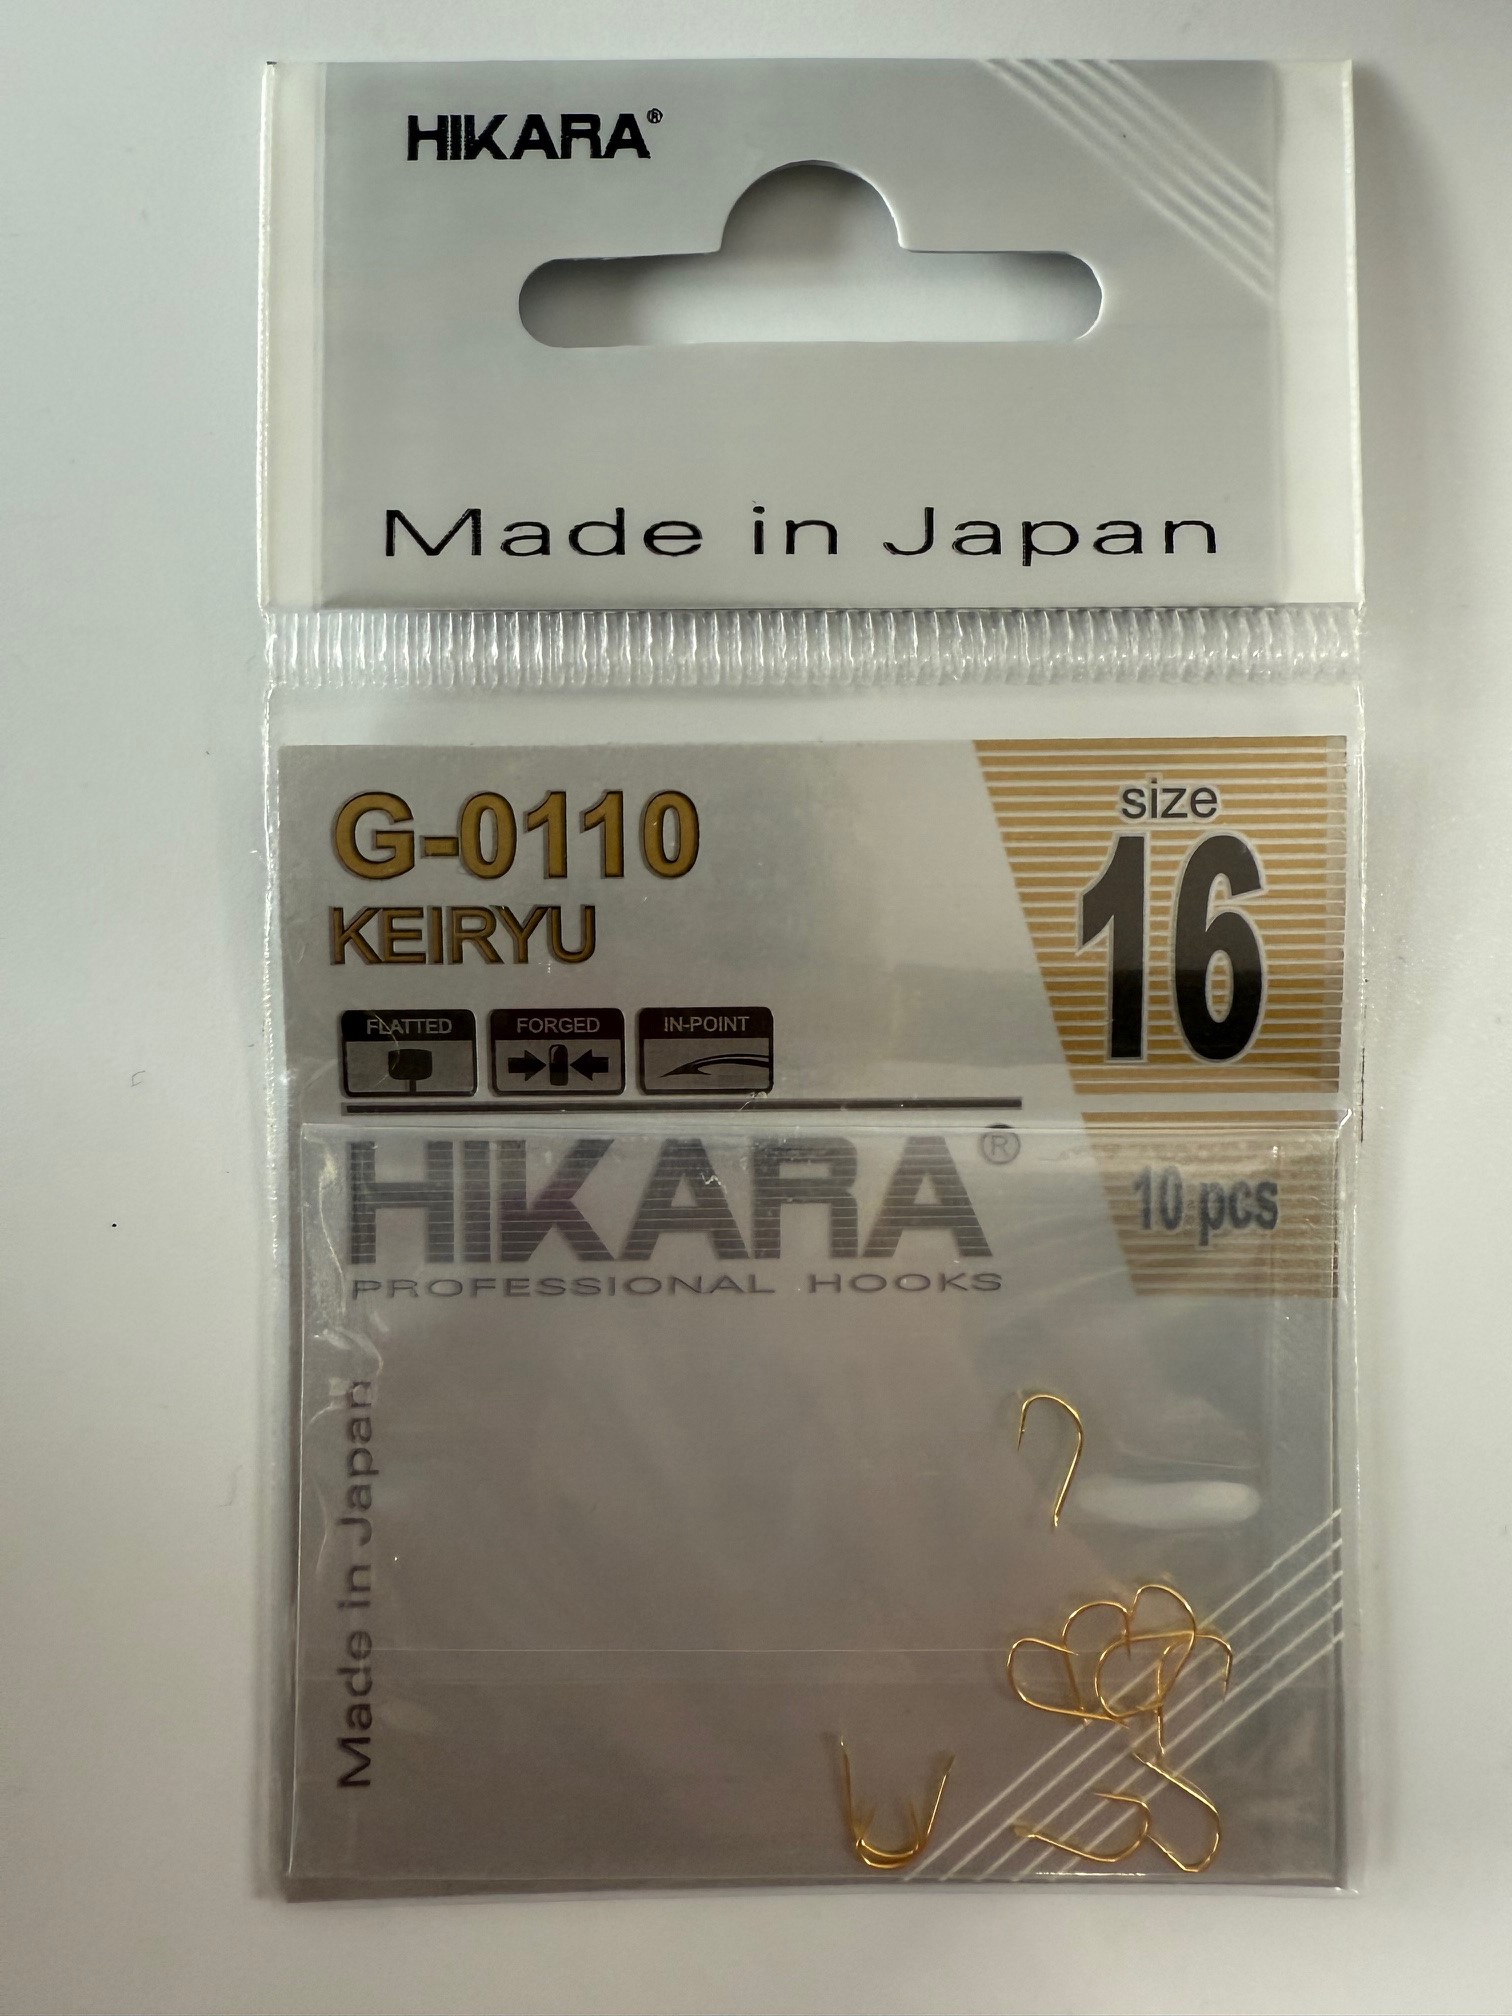 HIKARA®
Made in Japan
G-0110
KEIRYU
size
16
FLATTED
FORGED
IN-POINT
HIKARA®
PROFESSIONAL HOOKS
10 pcs
Made in Japan